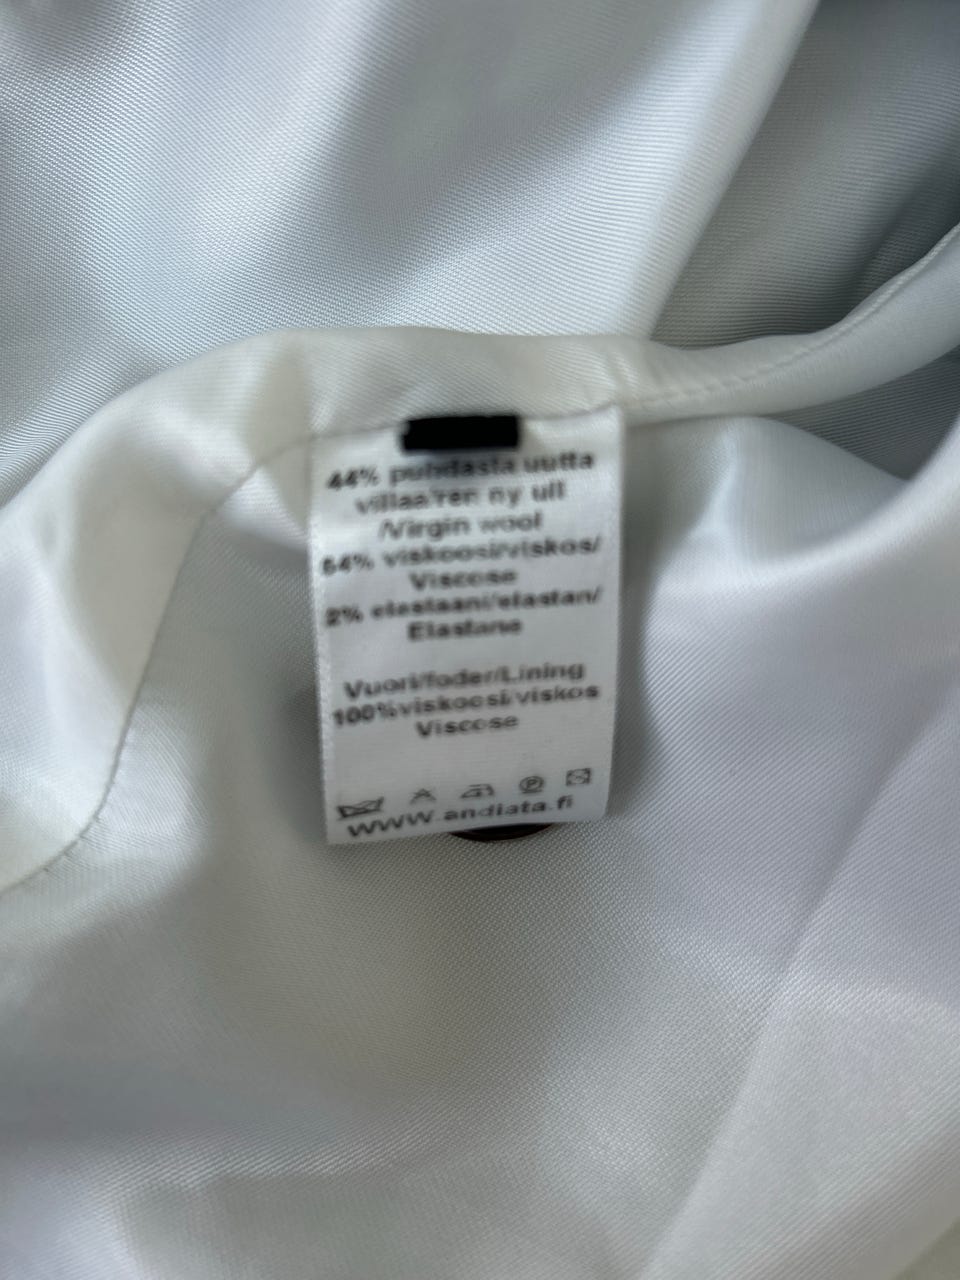 44% puhdasta uutta
villaa/ren ny ull
/Virgin wool
54% viskoosi/viskos/
Viscose
2% elastaani/elastan/
Elastane
Vuori/foder/Lining
100%viskoosi/viskos
Viscose
WWW.andiata.fi